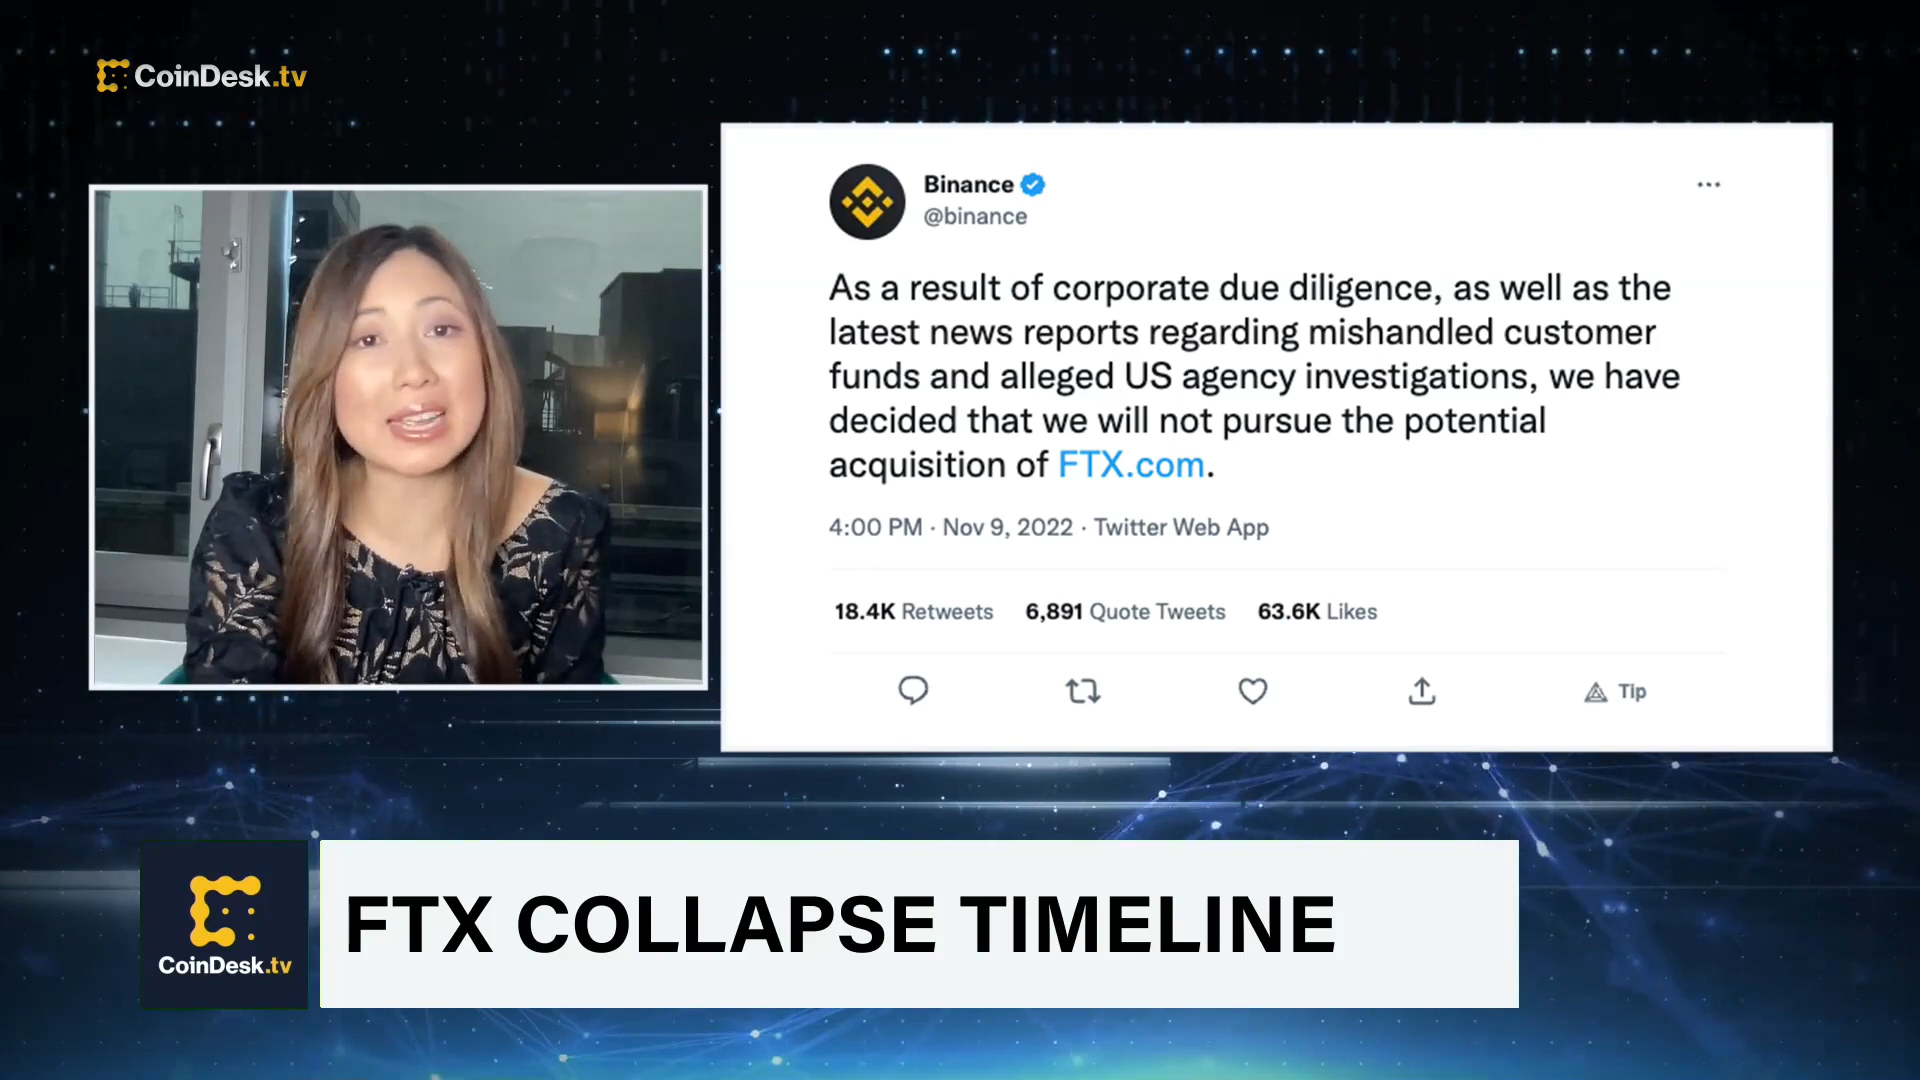 CoinDesk.tv
Binance
@binance
As a result of corporate due diligence, as well as the
latest news reports regarding mishandled customer
funds and alleged US agency investigations, we have
decided that we will not pursue the potential
acquisition of FTX.com.
4:00 PM · Nov 9, 2022 · Twitter Web App
18.4K Retweets 6,891 Quote Tweets 63.6K Likes
Tip
FTX COLLAPSE TIMELINE
CoinDesk.tv